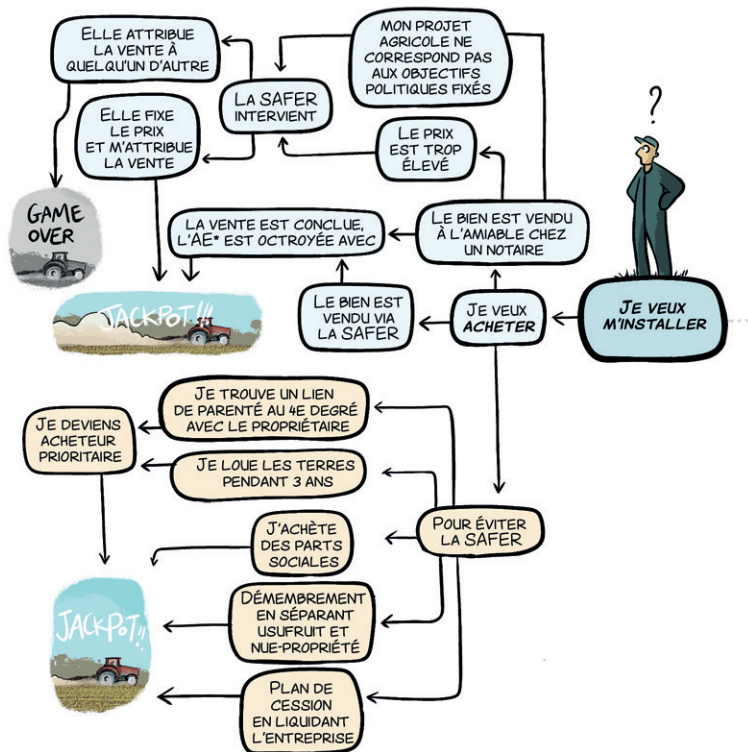 ELLE ATTRIBUE
LA VENTE À
QUELQU'UN D'AUTRE
MON PROJET
AGRICOLE NE
CORRESPOND PAS
AUX OBJECTIFS
POLITIQUES FIXÉS
LA SAFER
INTERVIENT
ELLE FIXE
LE PRIX
ET M'ATTRIBUE
LA VENTE
LE PRIX
EST TROP
ÉLEVÉ
?
GAME
OVER
LA VENTE EST CONCLUE,
L'AE* EST OCTROYÉE AVEC
LE BIEN EST VENDU
À L'AMIABLE CHEZ
UN NOTAIRE
JACKPOT!!!
LE BIEN EST
VENDU VIA
LA SAFER
JE VEUX
ACHETER
JE VEUX
M'INSTALLER
JE TROUVE UN LIEN
DE PARENTÉ AU 4E DEGRÉ
AVEC LE PROPRIÉTAIRE
JE DEVIENS
ACHETEUR
PRIORITAIRE
JE LOUE LES TERRES
PENDANT 3 ANS
J'ACHÈTE
DES PARTS
SOCIALES
POUR ÉVITER
LA SAFER
JACKPOT!!
DÉMEMBREMENT
EN SÉPARANT
USUFRUIT ET
NUE-PROPRIÉTÉ
PLAN DE
CESSION
EN LIQUIDANT
L'ENTREPRISE